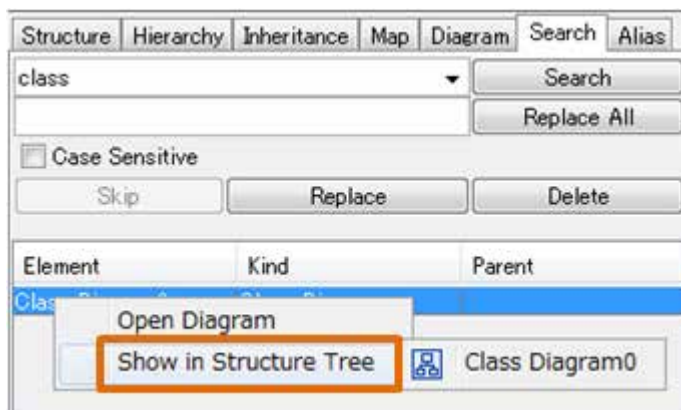 Structure Hierarchy Inheritance Map Diagram Search Alias
class Search
Replace All
Case Sensitive
Skip Replace Delete
Element Kind Parent
Open Diagram
Show in Structure Tree Class Diagram0